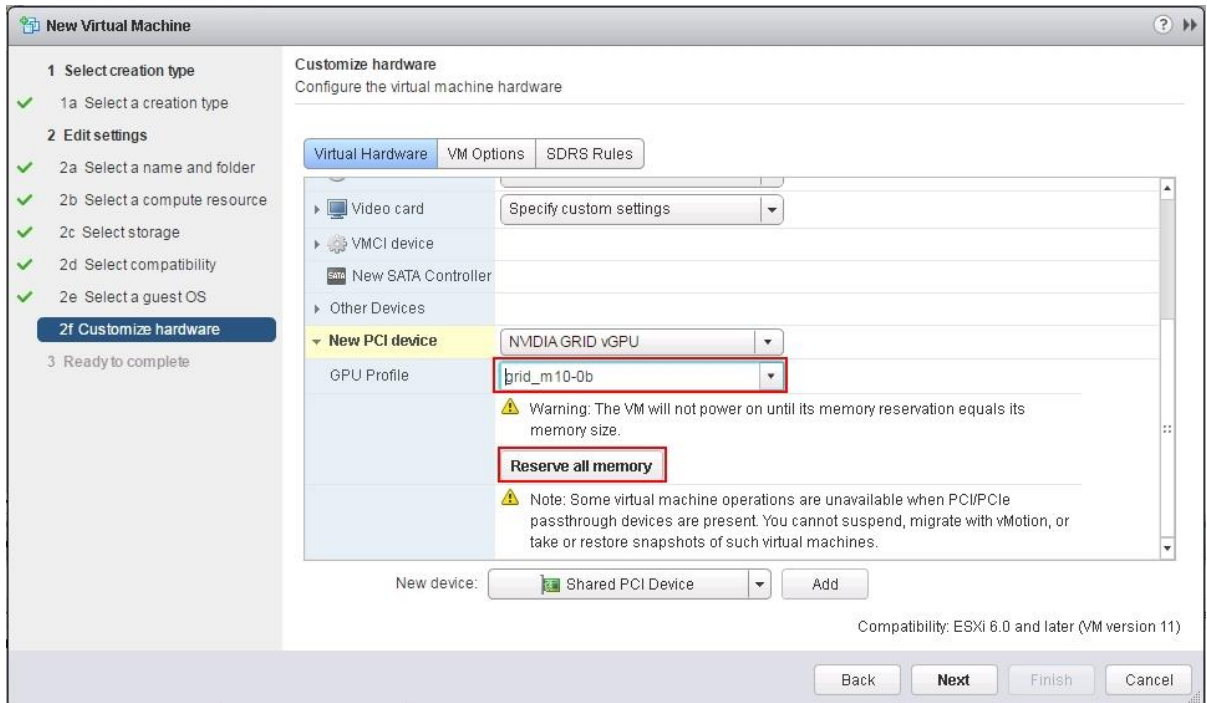 New Virtual Machine
1 Select creation type
1a Select a creation type
2 Edit settings
2a Select a name and folder
2b Select a compute resource
2c Select storage
2d Select compatibility
2e Select a guest OS
2f Customize hardware
3 Ready to complete
Customize hardware
Configure the virtual machine hardware
Virtual Hardware VM Options SDRS Rules
Video card Specify custom settings
VMCI device
SATA New SATA Controller
Other Devices
New PCI device NVIDIA GRID vGPU
GPU Profile grid_m10-0b
Warning: The VM will not power on until its memory reservation equals its
memory size.
Reserve all memory
Note: Some virtual machine operations are unavailable when PCI/PCIe
passthrough devices are present. You cannot suspend, migrate with vMotion, or
take or restore snapshots of such virtual machines.
New device: Shared PCI Device Add
Compatibility: ESXi 6.0 and later (VM version 11)
Back Next Finish Cancel